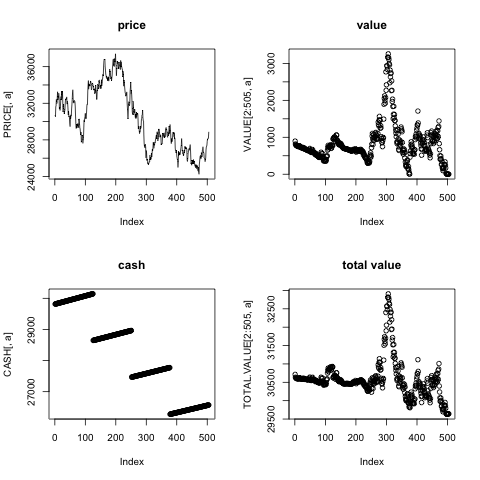 price
PRICE[, a]
36000
32000
28000
24000
0 100 200 300 400 500
Index
value
VALUE[2:505, a]
3000
2000
1000
0
0 100 200 300 400 500
Index
cash
CASH[, a]
29000
27000
0 100 200 300 400 500
Index
total value
TOTAL.VALUE[2:505, a]
32500
31500
30500
29500
0 100 200 300 400 500
Index